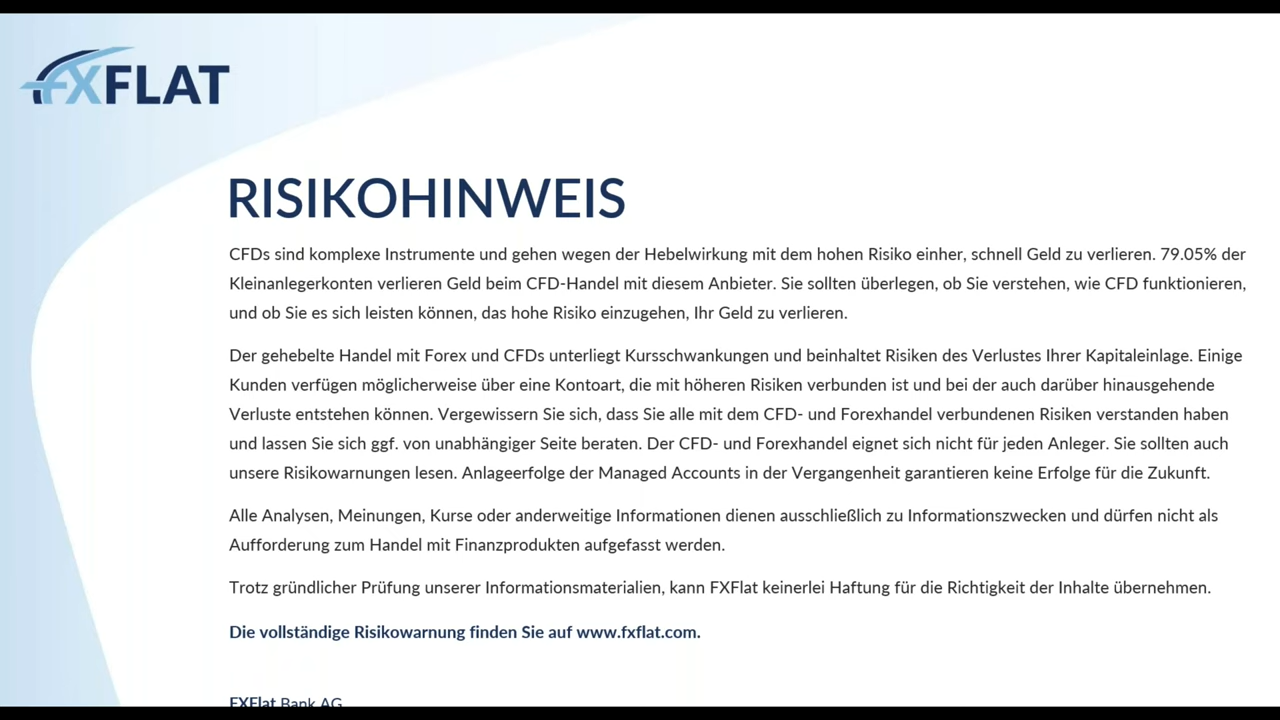 FXFLAT
RISIKOHINWEIS
CFDs sind komplexe Instrumente und gehen wegen der Hebelwirkung mit dem hohen Risiko einher, schnell Geld zu verlieren. 79.05% der
Kleinanlegerkonten verlieren Geld beim CFD-Handel mit diesem Anbieter. Sie sollten überlegen, ob Sie verstehen, wie CFD funktionieren,
und ob Sie es sich leisten können, das hohe Risiko einzugehen, Ihr Geld zu verlieren.
Der gehebelte Handel mit Forex und CFDs unterliegt Kursschwankungen und beinhaltet Risiken des Verlustes Ihrer Kapitaleinlage. Einige
Kunden verfügen möglicherweise über eine Kontoart, die mit höheren Risiken verbunden ist und bei der auch darüber hinausgehende
Verluste entstehen können. Vergewissern Sie sich, dass Sie alle mit dem CFD- und Forexhandel verbundenen Risiken verstanden haben
und lassen Sie sich ggf. von unabhängiger Seite beraten. Der CFD- und Forexhandel eignet sich nicht für jeden Anleger. Sie sollten auch
unsere Risikowarnungen lesen. Anlageerfolge der Managed Accounts in der Vergangenheit garantieren keine Erfolge für die Zukunft.
Alle Analysen, Meinungen, Kurse oder anderweitige Informationen dienen ausschließlich zu Informationszwecken und dürfen nicht als
Aufforderung zum Handel mit Finanzprodukten aufgefasst werden.
Trotz gründlicher Prüfung unserer Informationsmaterialien, kann FXFlat keinerlei Haftung für die Richtigkeit der Inhalte übernehmen.
Die vollständige Risikowarnung finden Sie auf www.fxflat.com.
FXFlat Bank AG